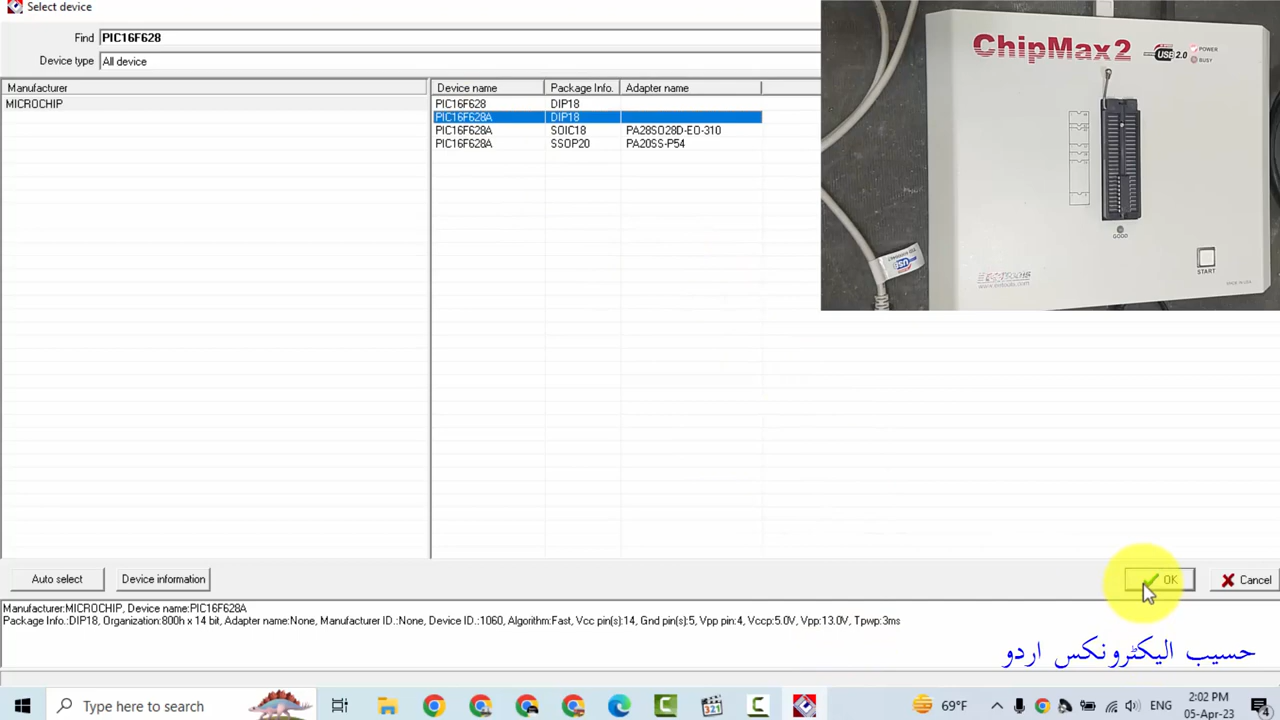 Select device
Find PIC16F628
Device type All device
Manufacturer
MICROCHIP
Device name Package Info. Adapter name
PIC16F628 DIP18
PIC16F628A DIP18
PIC16F628A SOIC18 PA28SO28D-EO-310
PIC16F628A SSOP20 PA20SS-P54
ChipMax2
USB 2.0
POWER
BUSY
GOOD
START
Auto select Device information OK Cancel
Manufacturer:MICROCHIP, Device name:PIC16F628A
Package Info.:DIP18, Organization:800h x 14 bit, Adapter name:None, Manufacturer ID.:None, Device ID.:1060, Algorithm:Fast, Vcc pin(s):14, Gnd pin(s):5, Vpp pin:4, Vccp:5.0V, Vpp:13.0V, Tpwp:3ms
حسیب الیکٹرونکس اردو
Type here to search
69°F
ENG
2:02 PM
05-Apr-23
4